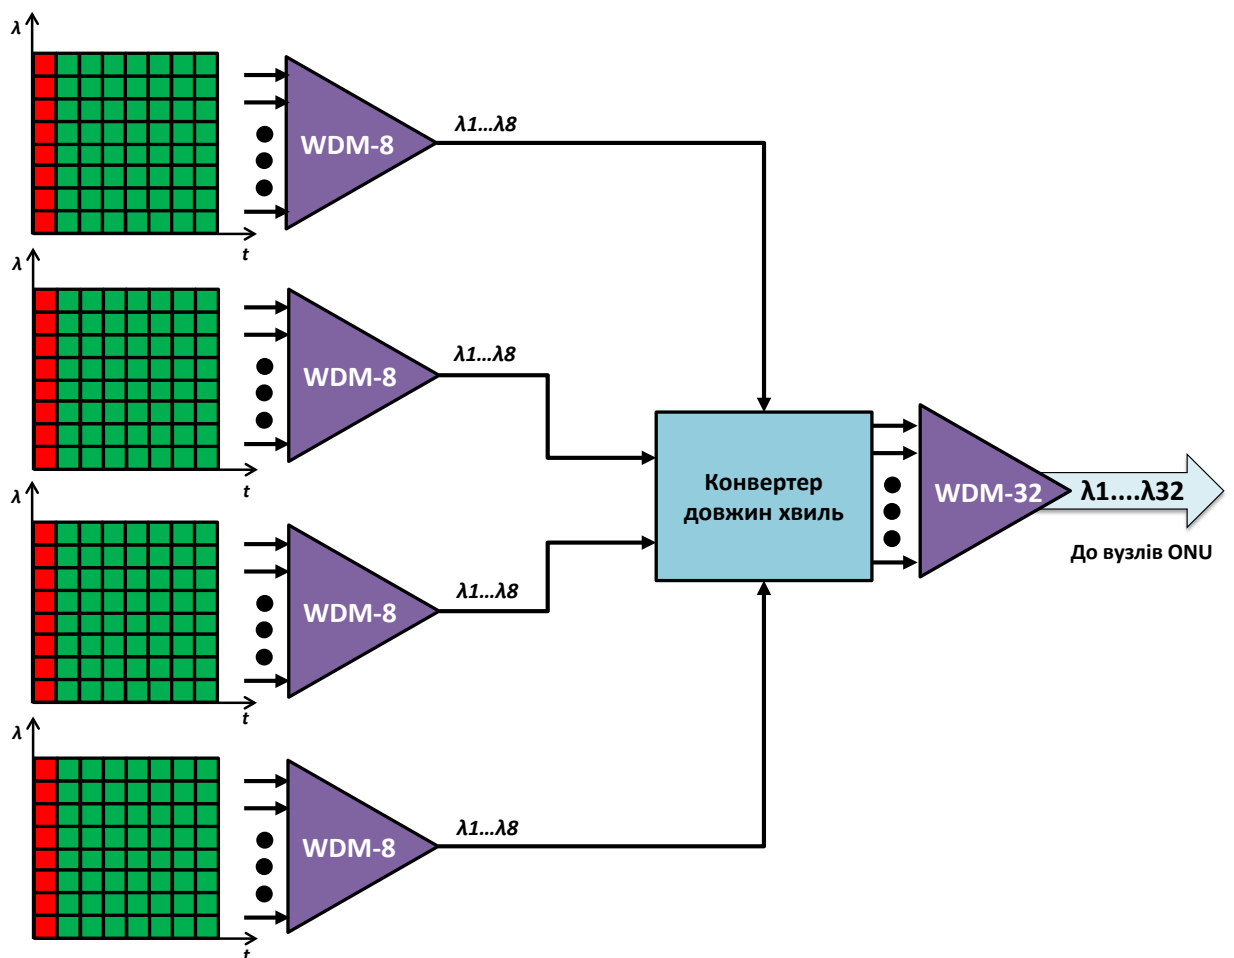 λ
WDM-8
λ1...λ8
t
λ
WDM-8
λ1...λ8
t
Конвертер
довжин хвиль
WDM-32
λ1....λ32
До вузлів ONU
λ
WDM-8
λ1...λ8
t
λ
WDM-8
λ1...λ8
t